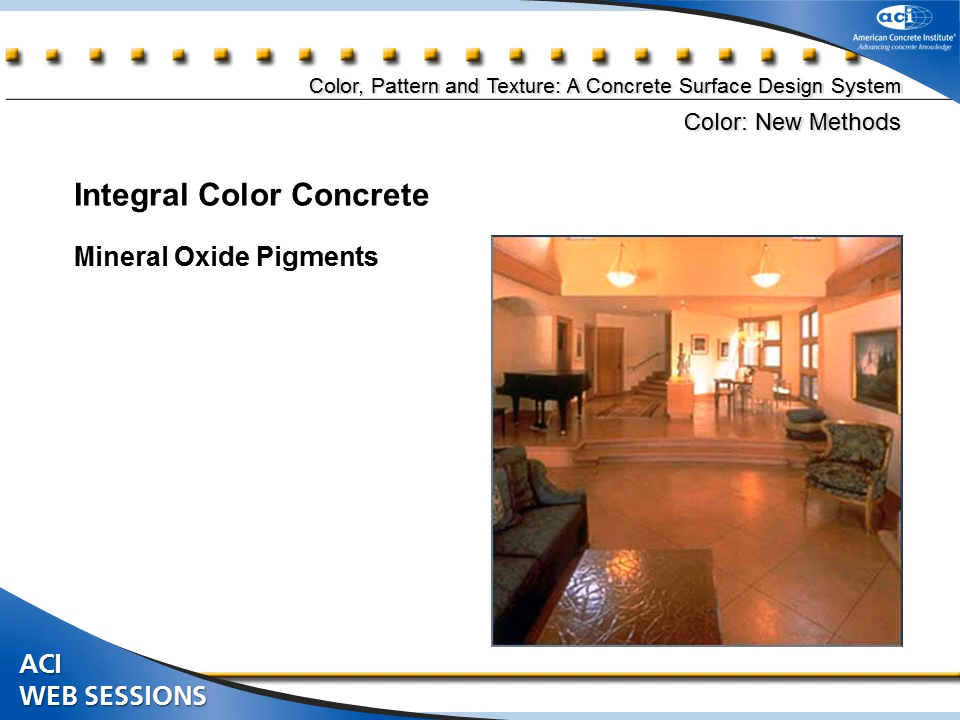 aci
American Concrete Institute®
Advancing concrete knowledge
Color, Pattern and Texture: A Concrete Surface Design System
Color: New Methods
Integral Color Concrete
Mineral Oxide Pigments
ACI
WEB SESSIONS